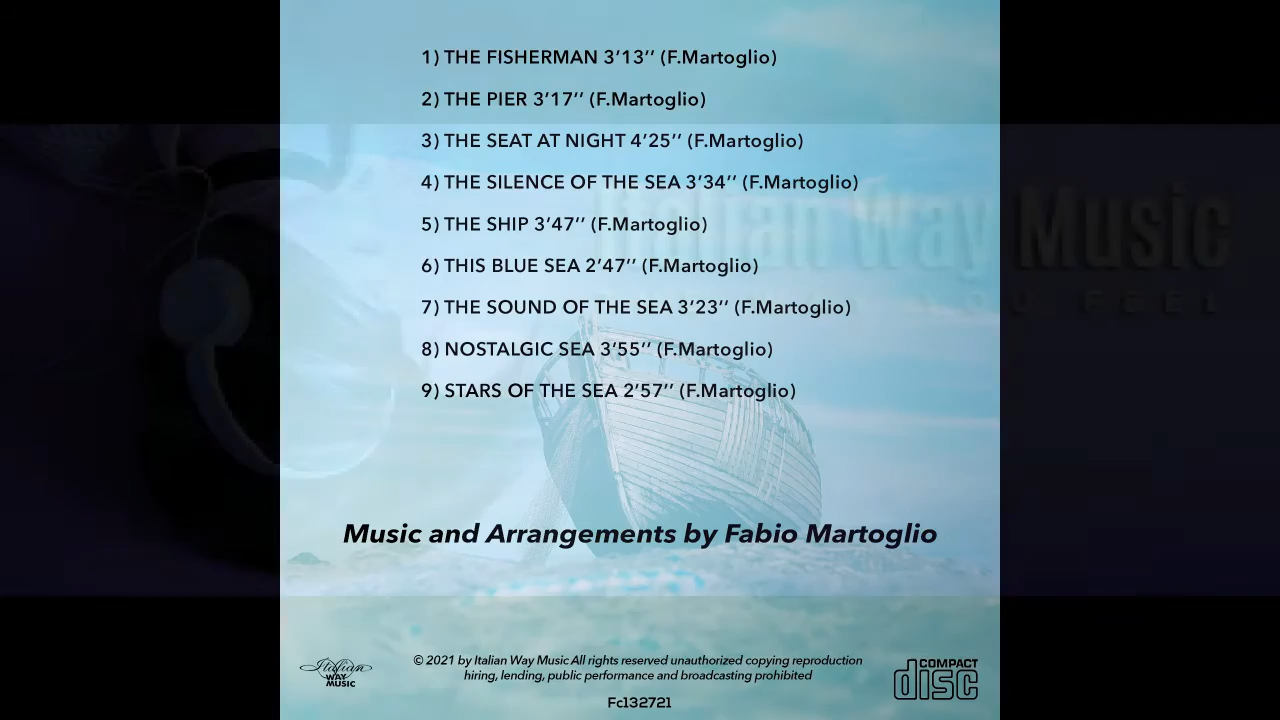 1) THE FISHERMAN 3’13’’ (F.Martoglio)
2) THE PIER 3’17’’ (F.Martoglio)
3) THE SEAT AT NIGHT 4’25’’ (F.Martoglio)
4) THE SILENCE OF THE SEA 3’34’’ (F.Martoglio)
5) THE SHIP 3’47’’ (F.Martoglio)
6) THIS BLUE SEA 2’47’’ (F.Martoglio)
7) THE SOUND OF THE SEA 3’23’’ (F.Martoglio)
8) NOSTALGIC SEA 3’55’’ (F.Martoglio)
9) STARS OF THE SEA 2’57’’ (F.Martoglio)
Italian Way Music
YOU FEEL
Music and Arrangements by Fabio Martoglio
© 2021 by Italian Way Music All rights reserved unauthorized copying reproduction
hiring, lending, public performance and broadcasting prohibited
Italian
WAY
MUSIC
COMPACT
disc
Fc132721